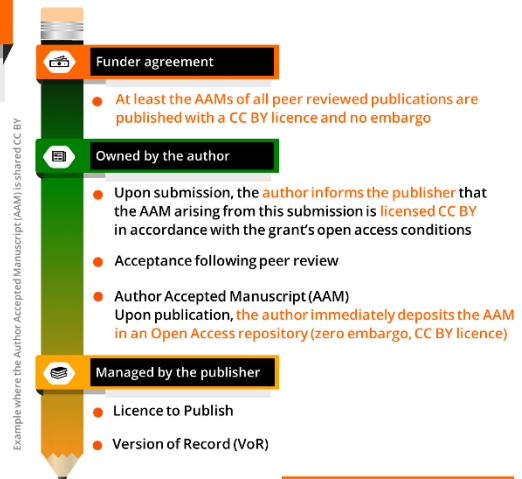 Funder agreement
At least the AAMs of all peer reviewed publications are
published with a CC BY licence and no embargo
Owned by the author
Upon submission, the author informs the publisher that
the AAM arising from this submission is licensed CC BY
in accordance with the grant's open access conditions
Acceptance following peer review
Author Accepted Manuscript (AAM)
Upon publication, the author immediately deposits the AAM
in an Open Access repository (zero embargo, CC BY licence)
Managed by the publisher
Licence to Publish
Version of Record (VoR)
Example where the Author Accepted Manuscript (AAM) is shared CC BY